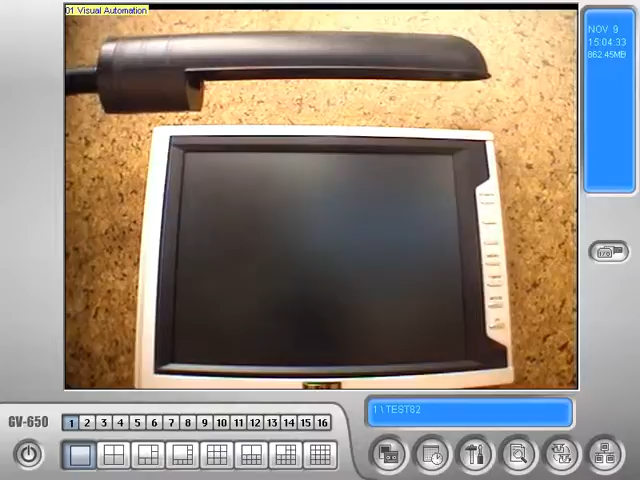 01 Visual Automation
NOV 9
15:04:33
862.45MB
I/O
GV-650
1 2 3 4 5 6 7 8 9 10 11 12 13 14 15 16
1 \ TEST82